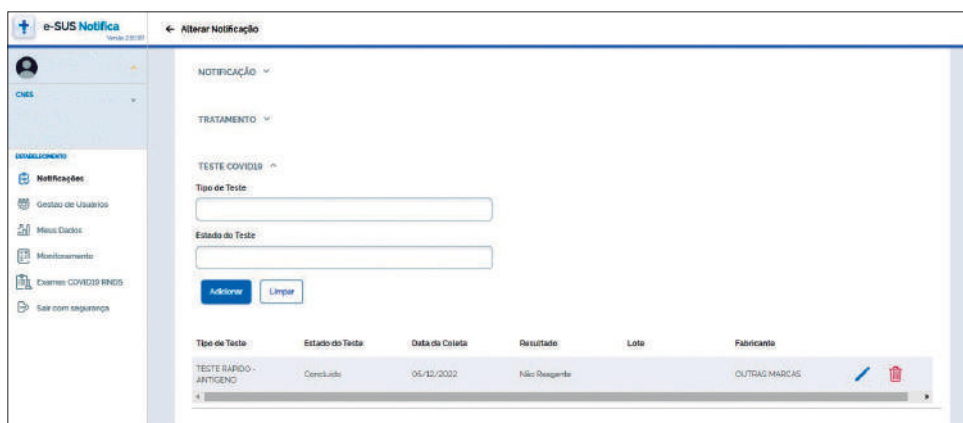 e-SUS Notifica
← Alterar Notificação
CNES
ESTABELECIMENTO
Notificações
Gestão de Usuários
Meus Dados
Monitoramento
Exames COVID19 RNDS
Sair com segurança
NOTIFICAÇÃO
TRATAMENTO
TESTE COVID19
Tipo de Teste
Estado do Teste
Adicionar Limpar
Tipo de Teste Estado do Teste Data da Coleta Resultado Lote Fabricante
TESTE RÁPIDO - Concluído 05/12/2022 Não Reagente OUTRAS MARCAS
ANTÍGENO